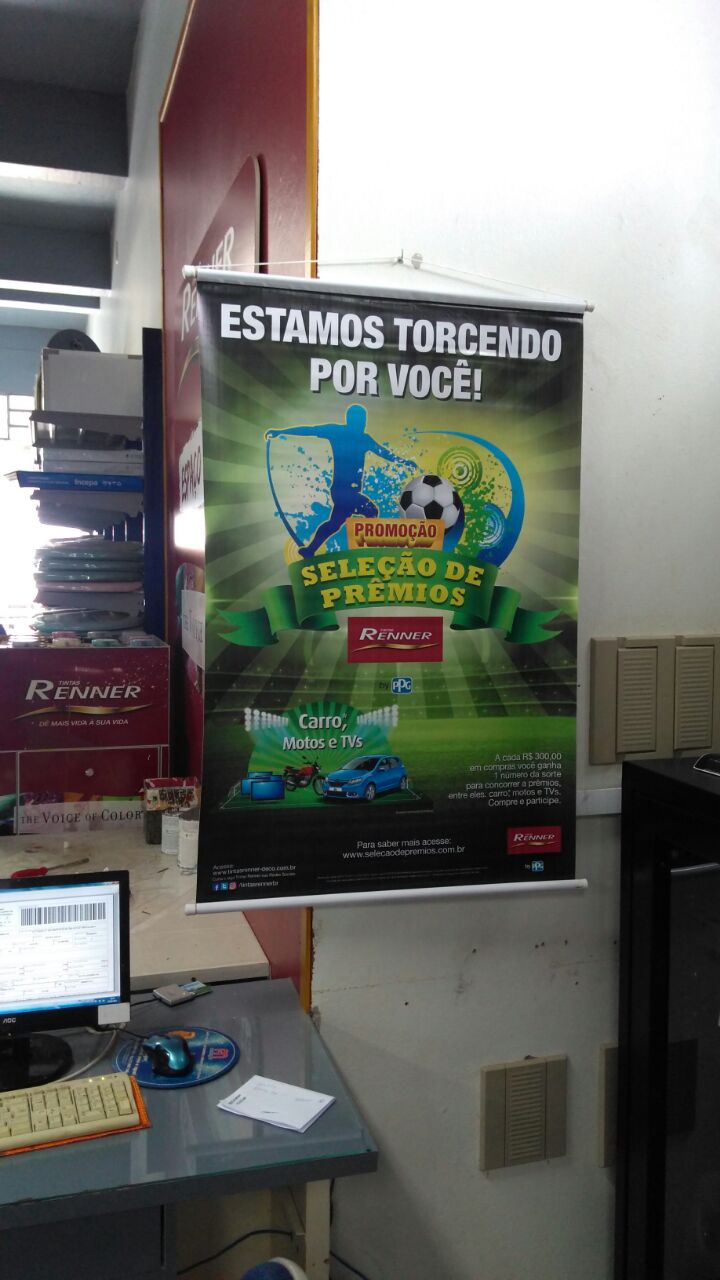 ESTAMOS TORCENDO
POR VOCÊ!
PROMOÇÃO
SELEÇÃO DE
PRÊMIOS
TINTAS
RENNER
by PPG
Carro,
Motos e TVs
A cada R$ 300,00
em compras você ganha
1 número da sorte
para concorrer a prêmios,
entre eles, carro, motos e TVs.
Compre e participe.
Para saber mais acesse:
www.selecaodepremios.com.br
Acesse:
www.tintasrenner-deco.com.br
/tintasrennerbr
RENNER
by PPG
RENNER
ESPAÇO
Incepa
TINTAS
RENNER
DÊ MAIS VIDA À SUA VIDA
THE VOICE OF COLOR
AOC